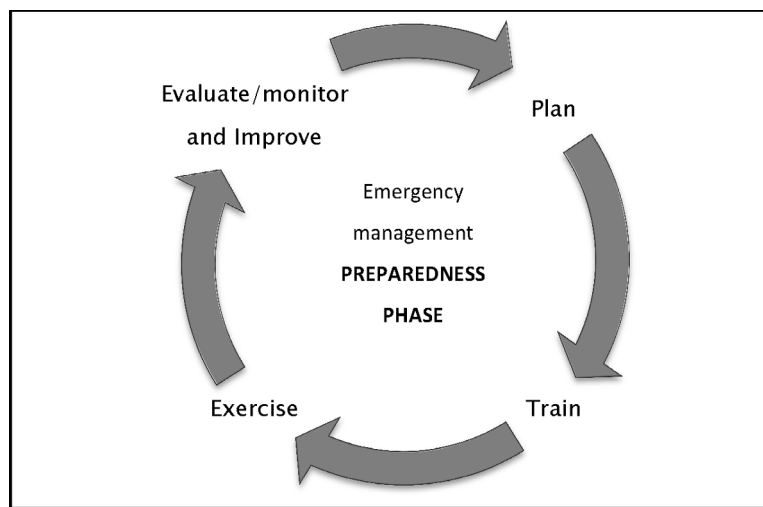 Evaluate/monitor
and Improve
Plan
Emergency
management
PREPAREDNESS
PHASE
Exercise
Train